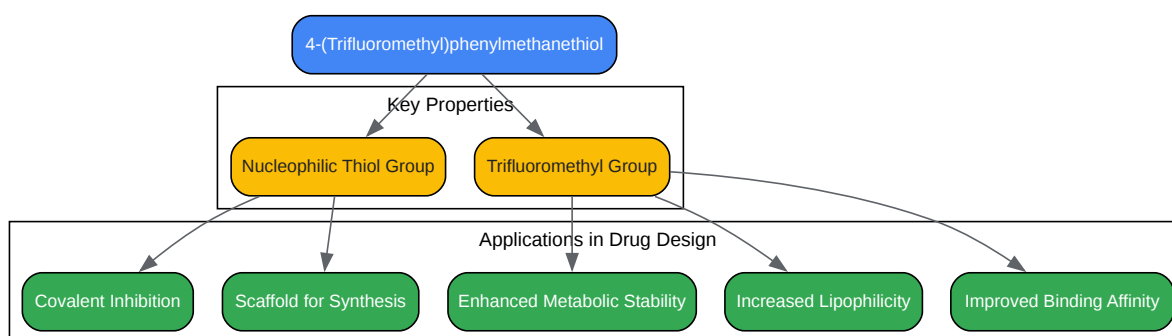 4-(Trifluoromethyl)phenylmethanethiol
Key Properties
Nucleophilic Thiol Group
Trifluoromethyl Group
Applications in Drug Design
Covalent Inhibition
Scaffold for Synthesis
Enhanced Metabolic Stability
Increased Lipophilicity
Improved Binding Affinity